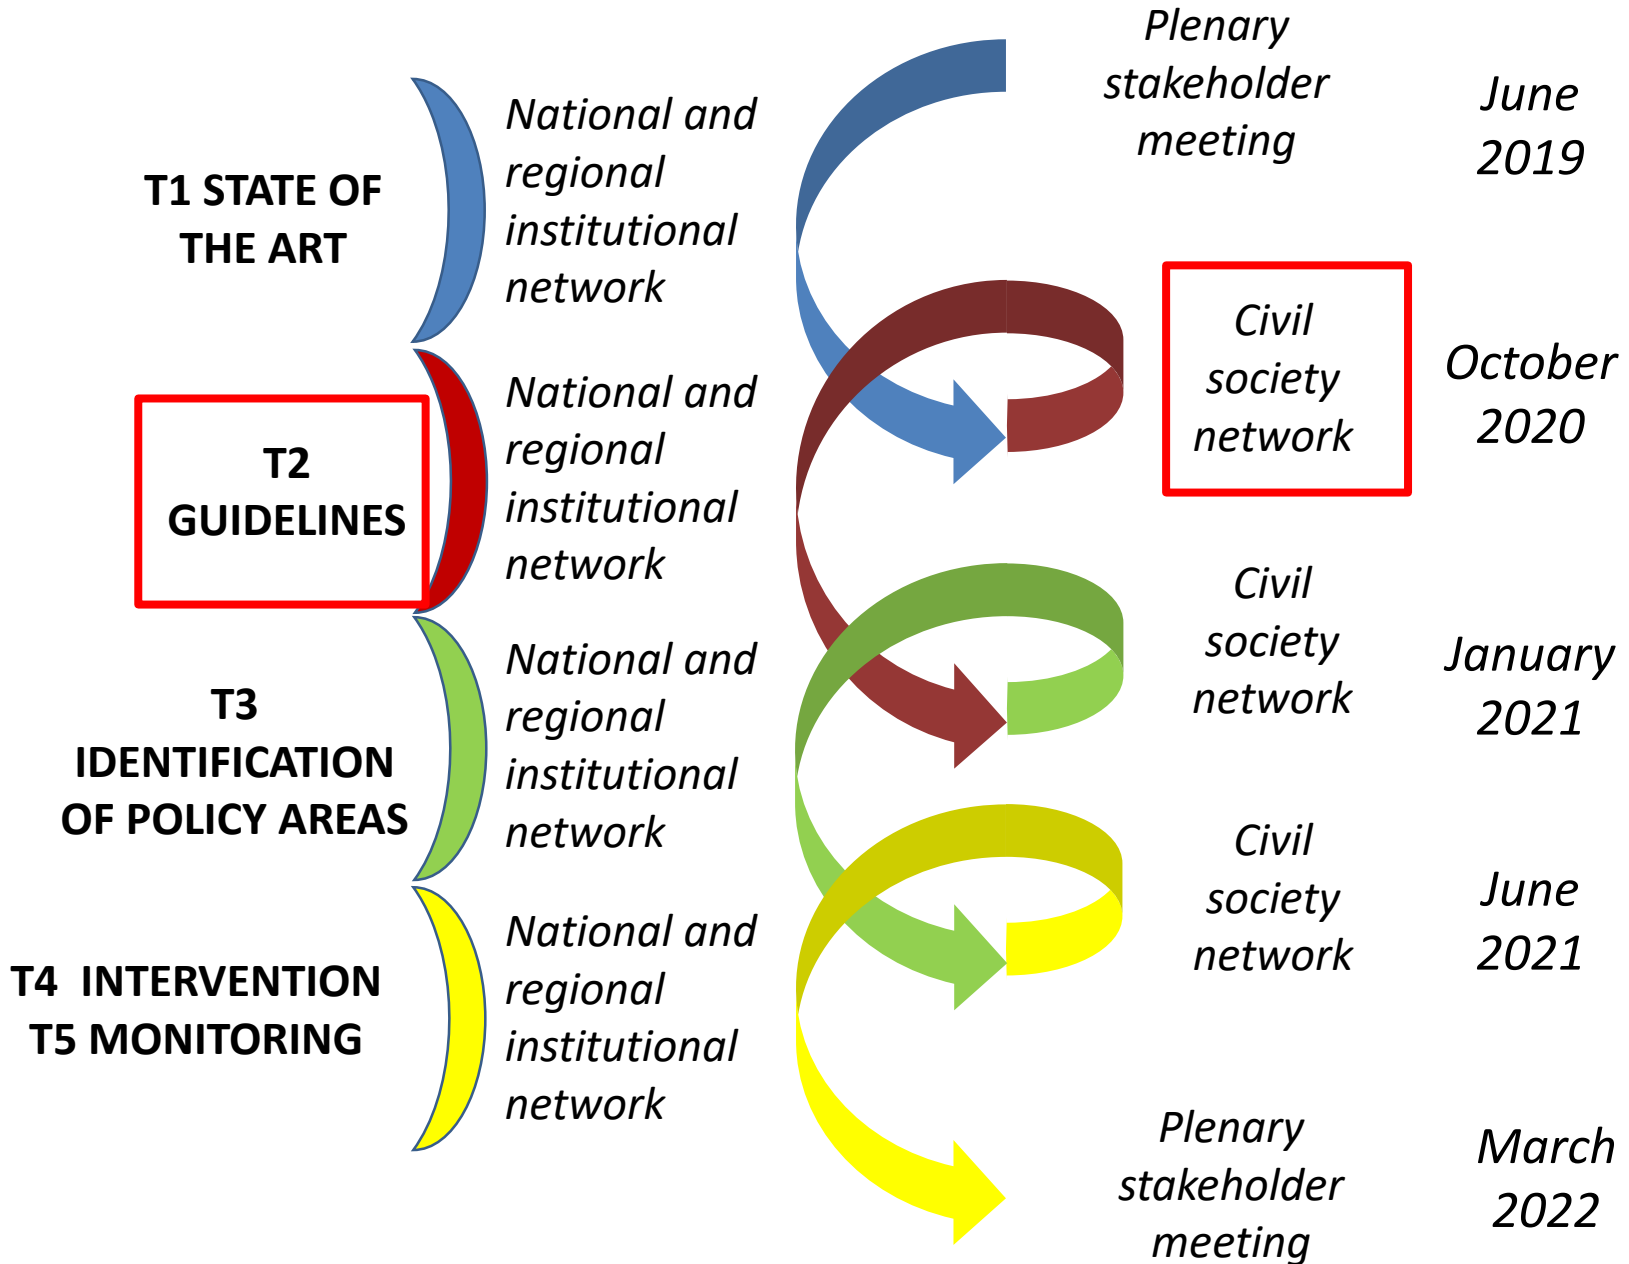 Plenary
stakeholder
meeting
June
2019
T1 STATE OF
THE ART
National and
regional
institutional
network
Civil
society
network
October
2020
T2
GUIDELINES
National and
regional
institutional
network
Civil
society
network
January
2021
T3
IDENTIFICATION
OF POLICY AREAS
National and
regional
institutional
network
Civil
society
network
June
2021
T4 INTERVENTION
T5 MONITORING
National and
regional
institutional
network
Plenary
stakeholder
meeting
March
2022